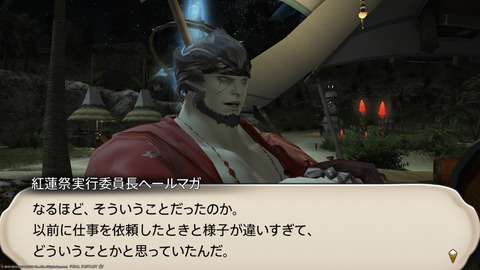 紅蓮祭実行委員長ヘールマガ
なるほど、そういうことだったのか。
以前に仕事を依頼したときと様子が違いすぎて、
どういうことかと思っていたんだ。